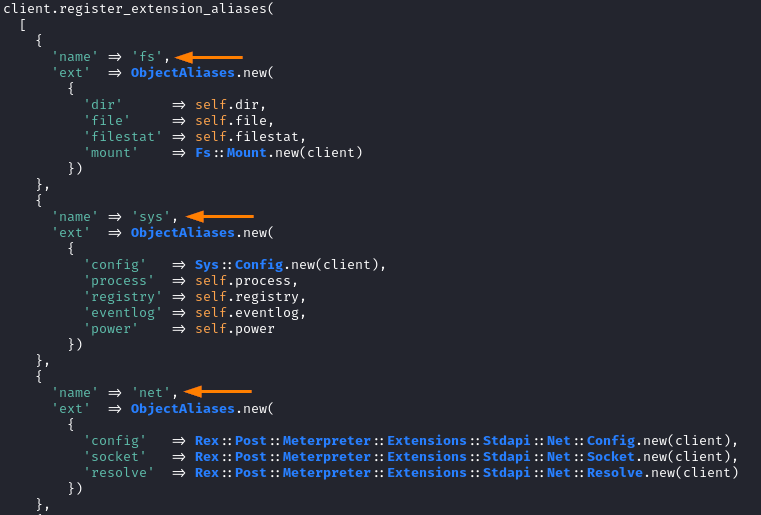 client.register_extension_aliases(
[
{
'name' => 'fs',
'ext' => ObjectAliases.new(
{
'dir' => self.dir,
'file' => self.file,
'filestat' => self.filestat,
'mount' => Fs::Mount.new(client)
})
},
{
'name' => 'sys',
'ext' => ObjectAliases.new(
{
'config' => Sys::Config.new(client),
'process' => self.process,
'registry' => self.registry,
'eventlog' => self.eventlog,
'power' => self.power
})
},
{
'name' => 'net',
'ext' => ObjectAliases.new(
{
'config' => Rex::Post::Meterpreter::Extensions::Stdapi::Net::Config.new(client),
'socket' => Rex::Post::Meterpreter::Extensions::Stdapi::Net::Socket.new(client),
'resolve' => Rex::Post::Meterpreter::Extensions::Stdapi::Net::Resolve.new(client)
})
},